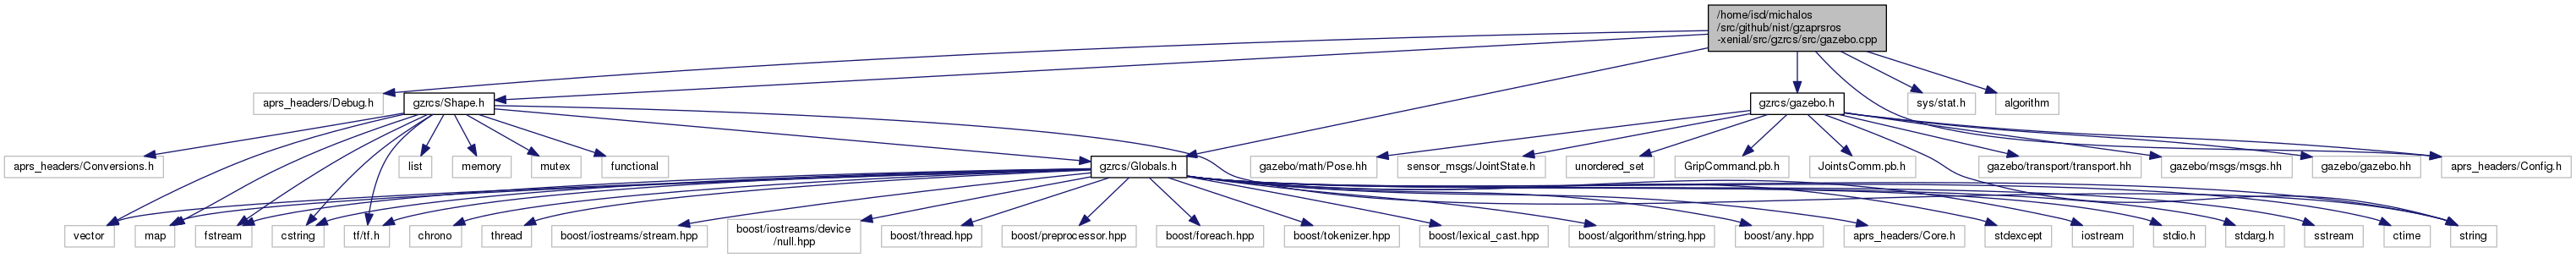 /home/isd/michalos
/src/github/nist/gzaprsros
-xenial/src/gzrcs/src/gazebo.cpp
aprs_headers/Debug.h
gzrcs/Shape.h
gzrcs/gazebo.h
sys/stat.h
algorithm
aprs_headers/Conversions.h
list
memory
mutex
functional
gzrcs/Globals.h
gazebo/math/Pose.hh
sensor_msgs/JointState.h
unordered_set
GripCommand.pb.h
JointsComm.pb.h
gazebo/transport/transport.hh
gazebo/msgs/msgs.hh
gazebo/gazebo.hh
aprs_headers/Config.h
vector
map
fstream
cstring
tf/tf.h
chrono
thread
boost/iostreams/stream.hpp
boost/iostreams/device
/null.hpp
boost/thread.hpp
boost/preprocessor.hpp
boost/foreach.hpp
boost/tokenizer.hpp
boost/lexical_cast.hpp
boost/algorithm/string.hpp
boost/any.hpp
aprs_headers/Core.h
stdexcept
iostream
stdio.h
stdarg.h
sstream
ctime
string